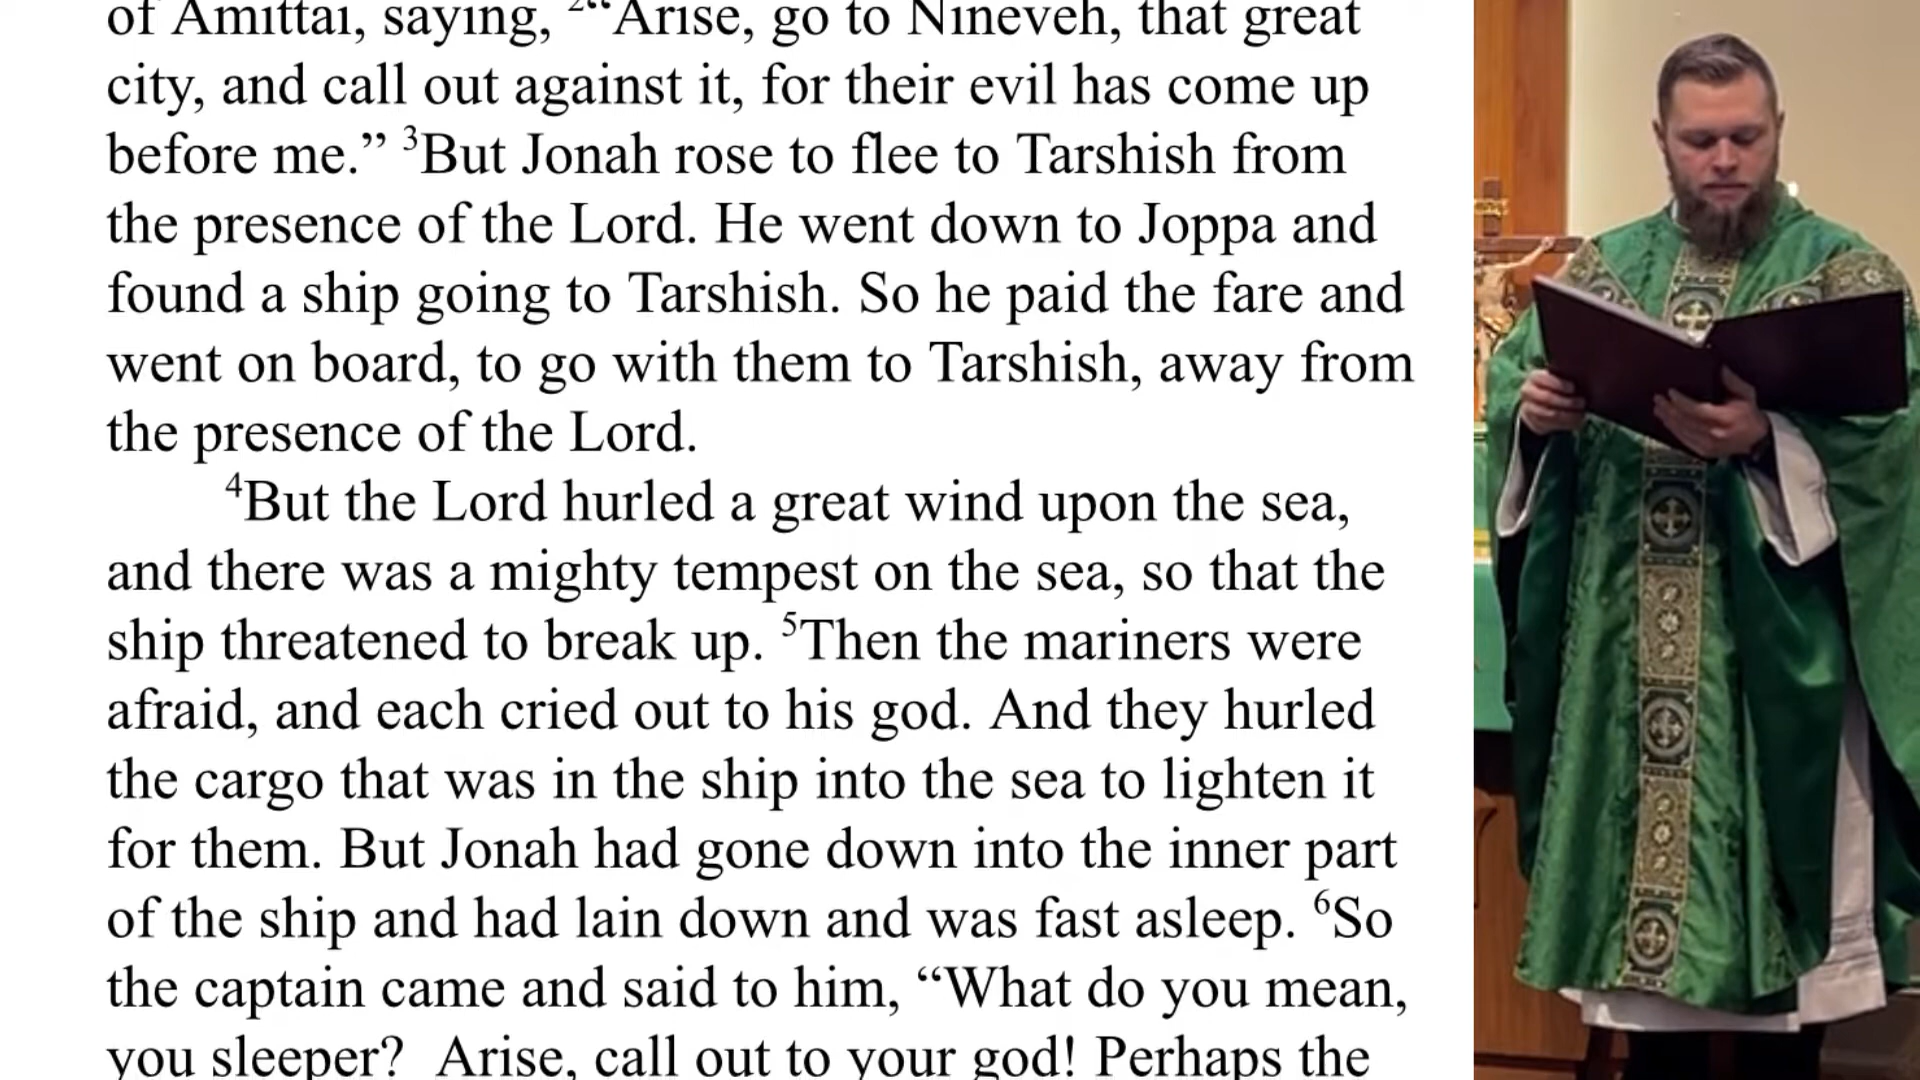 of Amittai, saying, ²“Arise, go to Nineveh, that great
city, and call out against it, for their evil has come up
before me.” ³But Jonah rose to flee to Tarshish from
the presence of the Lord. He went down to Joppa and
found a ship going to Tarshish. So he paid the fare and
went on board, to go with them to Tarshish, away from
the presence of the Lord.
⁴But the Lord hurled a great wind upon the sea,
and there was a mighty tempest on the sea, so that the
ship threatened to break up. ⁵Then the mariners were
afraid, and each cried out to his god. And they hurled
the cargo that was in the ship into the sea to lighten it
for them. But Jonah had gone down into the inner part
of the ship and had lain down and was fast asleep. ⁶So
the captain came and said to him, “What do you mean,
you sleeper? Arise, call out to your god! Perhaps the